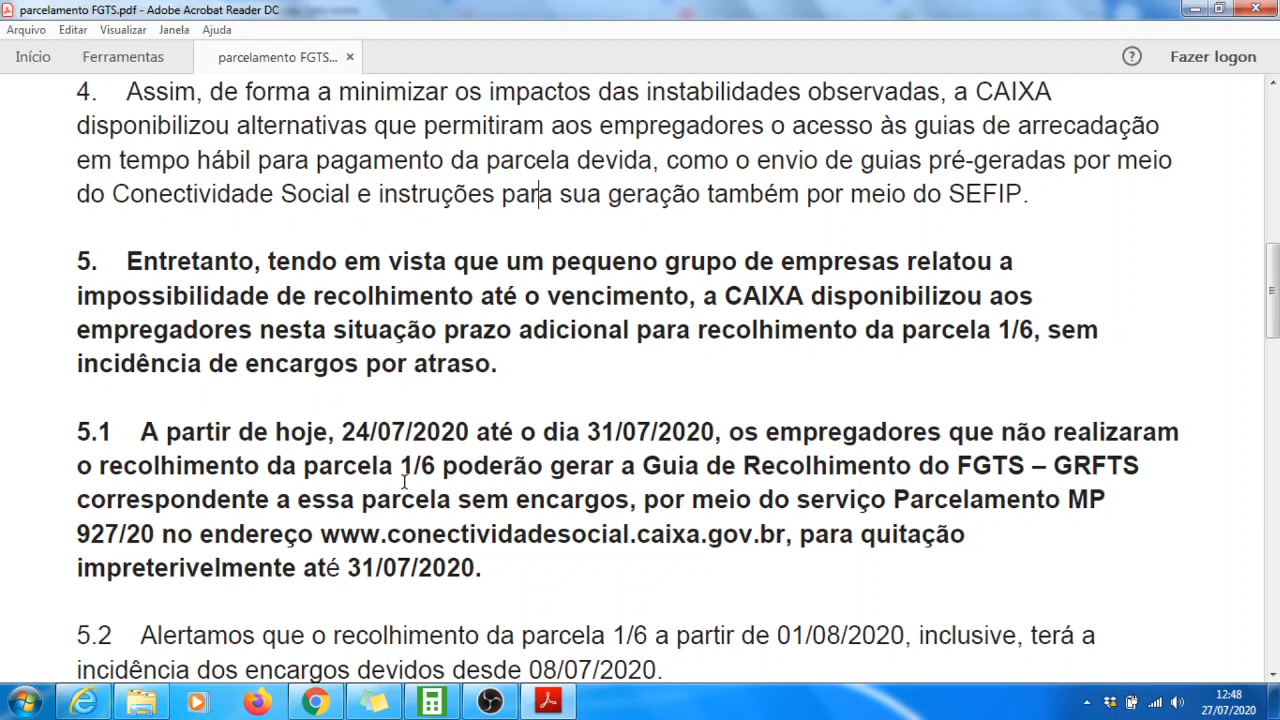 parcelamento FGTS.pdf - Adobe Acrobat Reader DC
Arquivo Editar Visualizar Janela Ajuda
Início Ferramentas parcelamento FGTS... × ? Fazer logon
4. Assim, de forma a minimizar os impactos das instabilidades observadas, a CAIXA
disponibilizou alternativas que permitiram aos empregadores o acesso às guias de arrecadação
em tempo hábil para pagamento da parcela devida, como o envio de guias pré-geradas por meio
do Conectividade Social e instruções para sua geração também por meio do SEFIP.
5. Entretanto, tendo em vista que um pequeno grupo de empresas relatou a
impossibilidade de recolhimento até o vencimento, a CAIXA disponibilizou aos
empregadores nesta situação prazo adicional para recolhimento da parcela 1/6, sem
incidência de encargos por atraso.
5.1 A partir de hoje, 24/07/2020 até o dia 31/07/2020, os empregadores que não realizaram
o recolhimento da parcela 1/6 poderão gerar a Guia de Recolhimento do FGTS – GRFTS
correspondente a essa parcela sem encargos, por meio do serviço Parcelamento MP
927/20 no endereço www.conectividadesocial.caixa.gov.br, para quitação
impreterivelmente até 31/07/2020.
5.2 Alertamos que o recolhimento da parcela 1/6 a partir de 01/08/2020, inclusive, terá a
incidência dos encargos devidos desde 08/07/2020.
12:48
27/07/2020